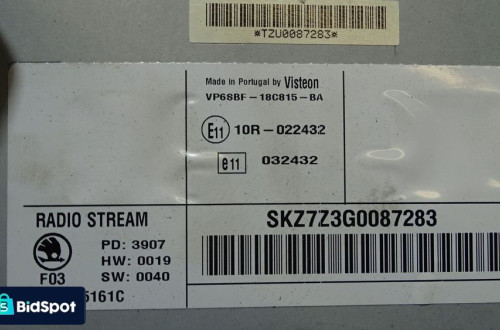 *TZU0087283*
Made in Portugal by Visteon
VP6SBF-18C815-BA
E11 10R-022432
e11 032432
RADIO STREAM
SKZ7Z3G0087283
PD: 3907
HW: 0019
F03 SW: 0040
5161C
BidSpot